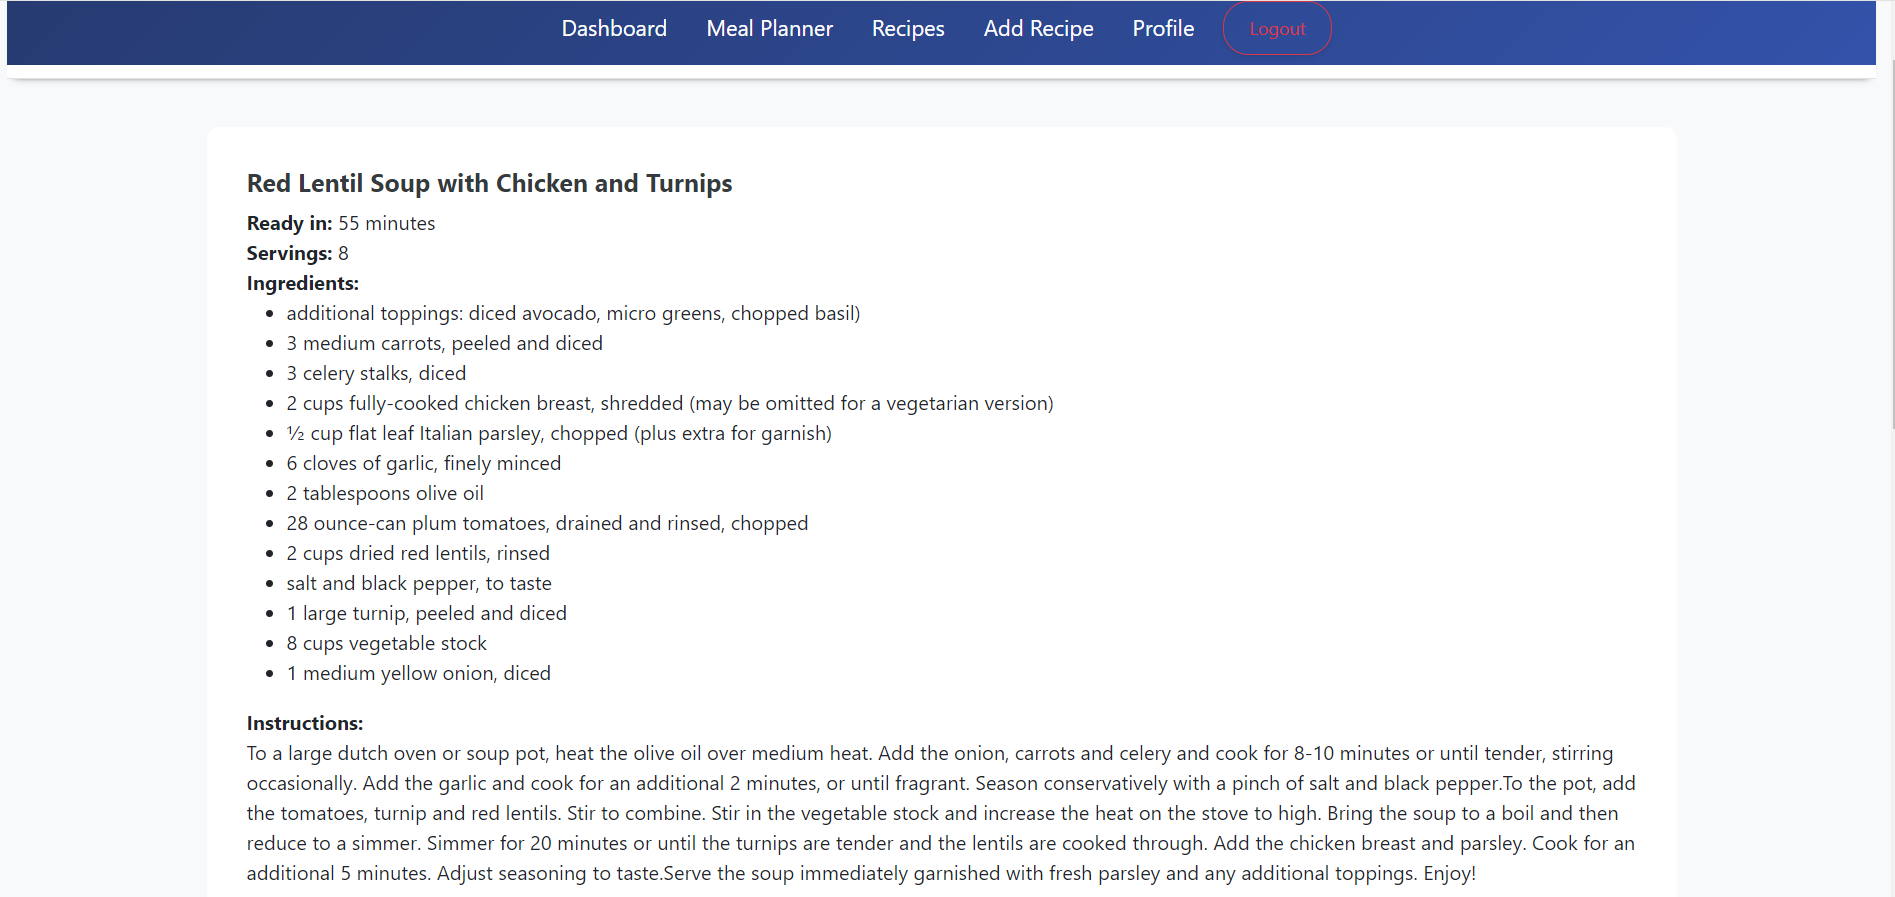 Dashboard Meal Planner Recipes Add Recipe Profile Logout
Red Lentil Soup with Chicken and Turnips
Ready in: 55 minutes
Servings: 8
Ingredients:
additional toppings: diced avocado, micro greens, chopped basil)
3 medium carrots, peeled and diced
3 celery stalks, diced
2 cups fully-cooked chicken breast, shredded (may be omitted for a vegetarian version)
½ cup flat leaf Italian parsley, chopped (plus extra for garnish)
6 cloves of garlic, finely minced
2 tablespoons olive oil
28 ounce-can plum tomatoes, drained and rinsed, chopped
2 cups dried red lentils, rinsed
salt and black pepper, to taste
1 large turnip, peeled and diced
8 cups vegetable stock
1 medium yellow onion, diced
Instructions:
To a large dutch oven or soup pot, heat the olive oil over medium heat. Add the onion, carrots and celery and cook for 8-10 minutes or until tender, stirring
occasionally. Add the garlic and cook for an additional 2 minutes, or until fragrant. Season conservatively with a pinch of salt and black pepper.To the pot, add
the tomatoes, turnip and red lentils. Stir to combine. Stir in the vegetable stock and increase the heat on the stove to high. Bring the soup to a boil and then
reduce to a simmer. Simmer for 20 minutes or until the turnips are tender and the lentils are cooked through. Add the chicken breast and parsley. Cook for an
additional 5 minutes. Adjust seasoning to taste.Serve the soup immediately garnished with fresh parsley and any additional toppings. Enjoy!